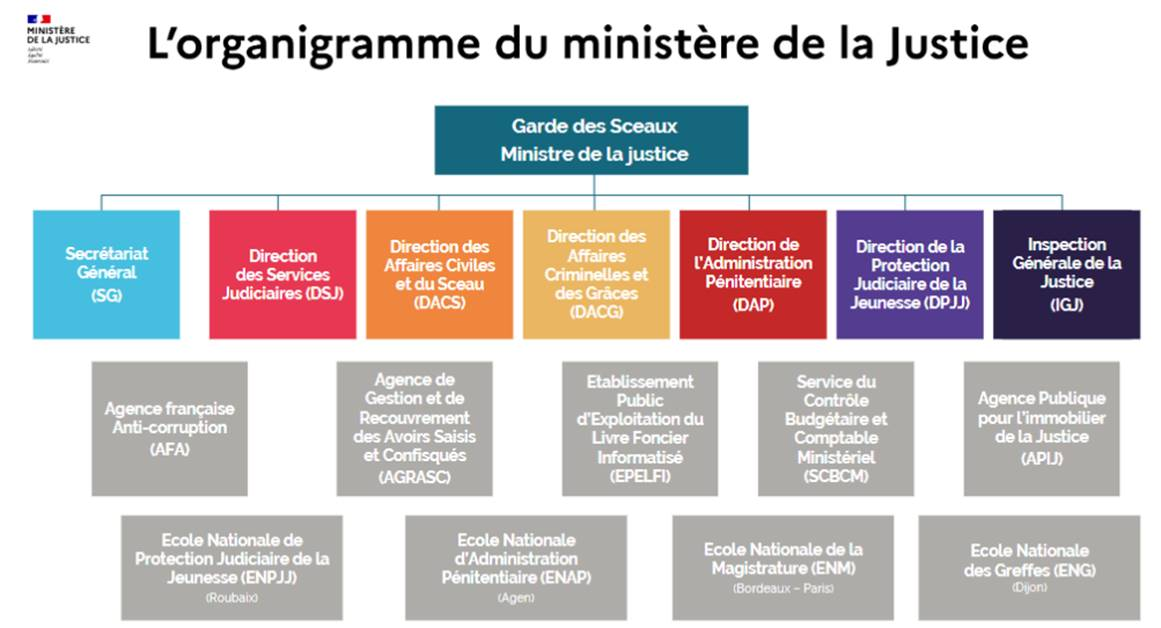 MINISTÈRE
DE LA JUSTICE
Liberté
Égalité
Fraternité
L'organigramme du ministère de la Justice
Garde des Sceaux
Ministre de la justice
Secrétariat
Général
(SG)
Direction
des Services
Judiciaires (DSJ)
Direction des
Affaires Civiles
et du Sceau
(DACS)
Direction des
Affaires
Criminelles et
des Grâces
(DACG)
Direction de
l'Administration
Pénitentiaire
(DAP)
Direction de la
Protection
Judiciaire de la
Jeunesse (DPJJ)
Inspection
Générale de la
Justice
(IGJ)
Agence française
Anti-corruption
(AFA)
Agence de
Gestion et de
Recouvrement
des Avoirs Saisis
et Confisqués
(AGRASC)
Etablissement
Public
d'Exploitation du
Livre Foncier
Informatisé
(EPELFI)
Service du
Contrôle
Budgétaire et
Comptable
Ministériel
(SCBCM)
Agence Publique
pour l'immobilier
de la Justice
(APIJ)
Ecole Nationale de
Protection Judiciaire de la
Jeunesse (ENPJJ)
(Roubaix)
Ecole Nationale
d'Administration
Pénitentiaire (ENAP)
(Agen)
Ecole Nationale de la
Magistrature (ENM)
(Bordeaux – Paris)
Ecole Nationale
des Greffes (ENG)
(Dijon)